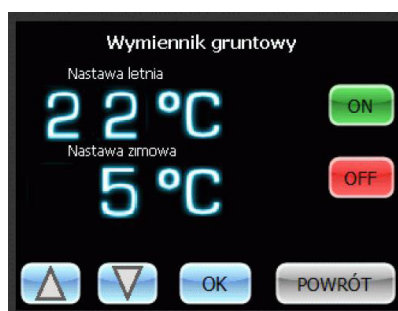 Wymiennik gruntowy
Nastawa letnia
22°C
ON
Nastawa zimowa
5°C
OFF
OK
POWRÓT